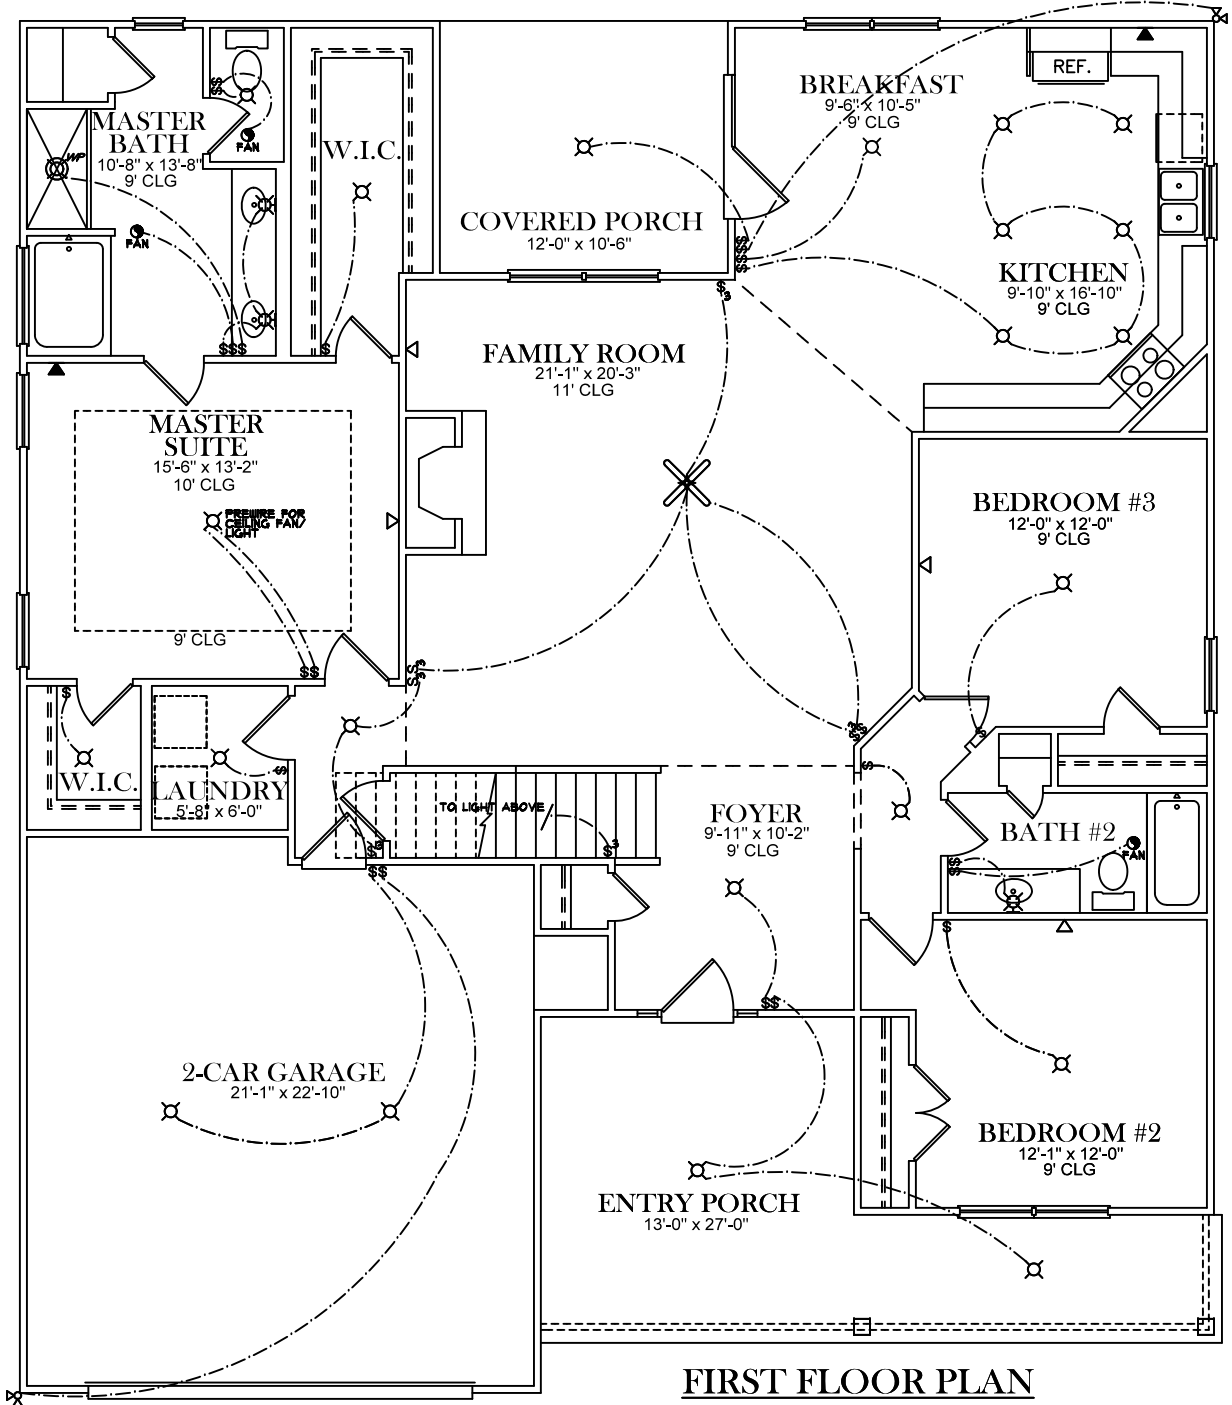 REF.
BREAKFAST
9'-6" x 10'-5"
9' CLG
MASTER
BATH
10'-8" x 13'-8"
9' CLG
WP
FAN
FAN
W.I.C.
COVERED PORCH
12'-0" x 10'-6"
KITCHEN
9'-10" x 16'-10"
9' CLG
FAMILY ROOM
21'-1" x 20'-3"
11' CLG
MASTER
SUITE
15'-6" x 13'-2"
10' CLG
PREWIRE FOR
CEILING FAN/
LIGHT
9' CLG
BEDROOM #3
12'-0" x 12'-0"
9' CLG
W.I.C.
LAUNDRY
5'-8" x 6'-0"
TO LIGHT ABOVE
FOYER
9'-11" x 10'-2"
9' CLG
BATH #2
FAN
2-CAR GARAGE
21'-1" x 22'-10"
BEDROOM #2
12'-1" x 12'-0"
9' CLG
ENTRY PORCH
13'-0" x 27'-0"
FIRST FLOOR PLAN